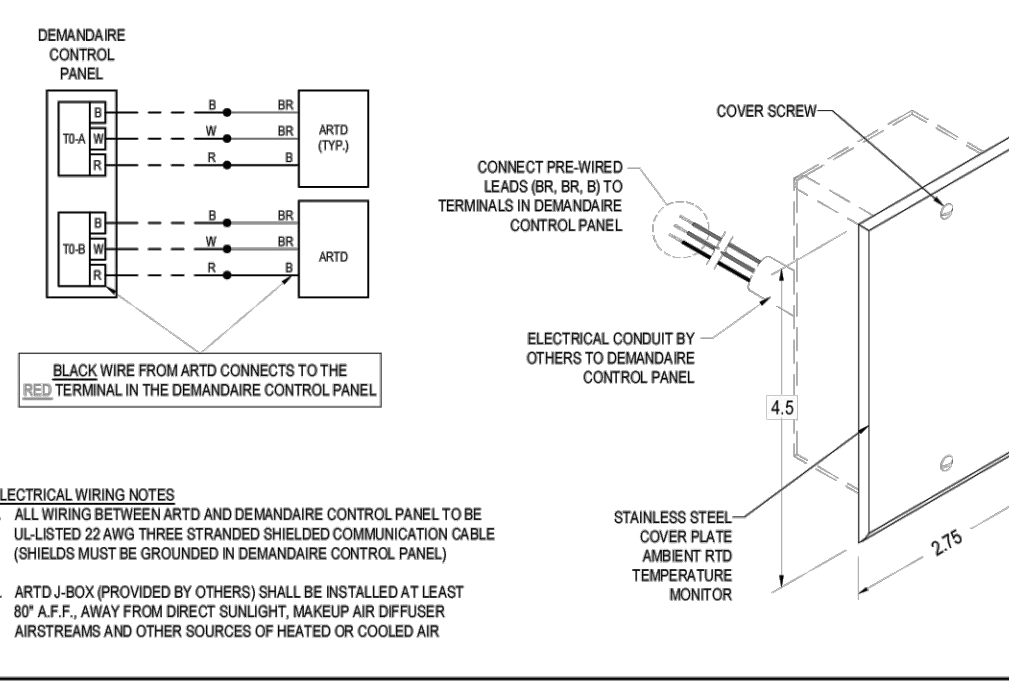 DEMANDAIRE
CONTROL
PANEL
T0-A
B
W
R
B BR
W BR
R B
ARTD
(TYP.)
T0-B
B
W
R
B BR
W BR
R B
ARTD
BLACK WIRE FROM ARTD CONNECTS TO THE
RED TERMINAL IN THE DEMANDAIRE CONTROL PANEL
LECTRICAL WIRING NOTES
. ALL WIRING BETWEEN ARTD AND DEMANDAIRE CONTROL PANEL TO BE
UL-LISTED 22 AWG THREE STRANDED SHIELDED COMMUNICATION CABLE
(SHIELDS MUST BE GROUNDED IN DEMANDAIRE CONTROL PANEL)
. ARTD J-BOX (PROVIDED BY OTHERS) SHALL BE INSTALLED AT LEAST
80" A.F.F., AWAY FROM DIRECT SUNLIGHT, MAKEUP AIR DIFFUSER
AIRSTREAMS AND OTHER SOURCES OF HEATED OR COOLED AIR
COVER SCREW
CONNECT PRE-WIRED
LEADS (BR, BR, B) TO
TERMINALS IN DEMANDAIRE
CONTROL PANEL
ELECTRICAL CONDUIT BY
OTHERS TO DEMANDAIRE
CONTROL PANEL
4.5
STAINLESS STEEL
COVER PLATE
AMBIENT RTD
TEMPERATURE
MONITOR
2.75